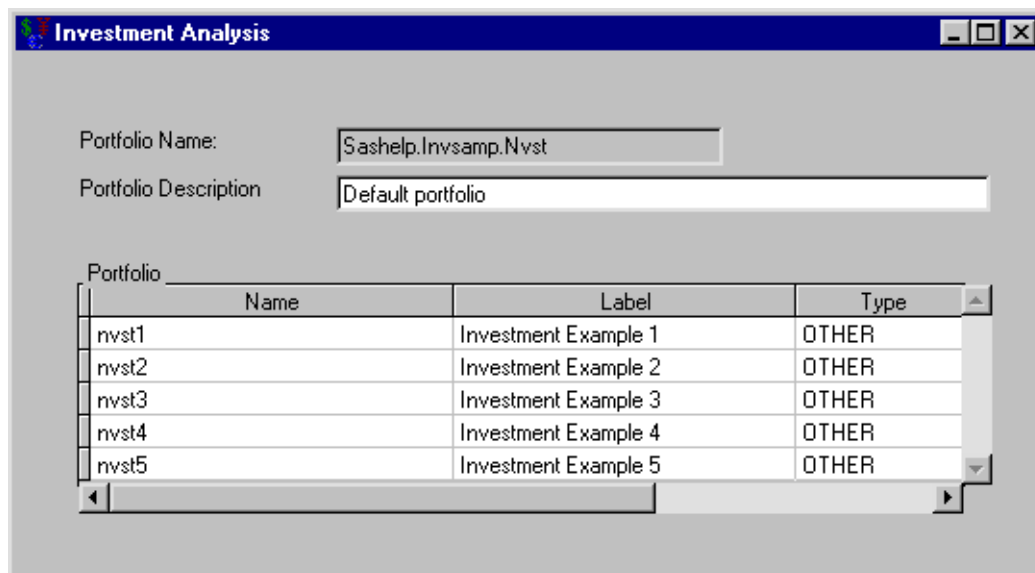 Investment Analysis
Portfolio Name: Sashelp.Invsamp.Nvst
Portfolio Description Default portfolio
Portfolio
Name Label Type
nvst1 Investment Example 1 OTHER
nvst2 Investment Example 2 OTHER
nvst3 Investment Example 3 OTHER
nvst4 Investment Example 4 OTHER
nvst5 Investment Example 5 OTHER